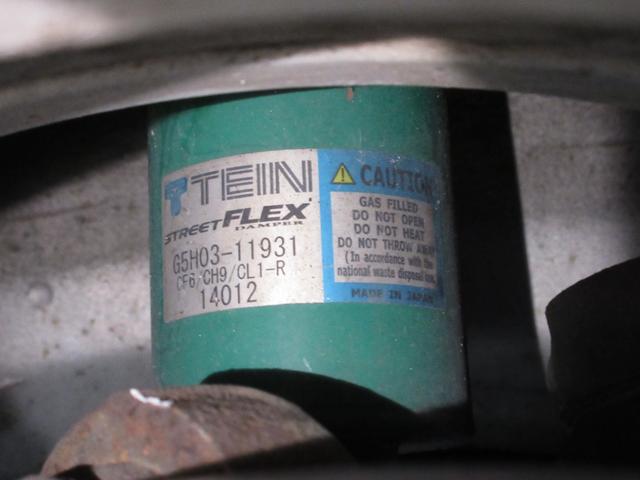 TEIN
STREET FLEX
DAMPER
G5H03-11931
CF6/CH9/CL1-R
14012
CAUTION
GAS FILLED
DO NOT OPEN
DO NOT HEAT
DO NOT THROW AWAY
(In accordance with the
national waste disposal law.
MADE IN JAPAN